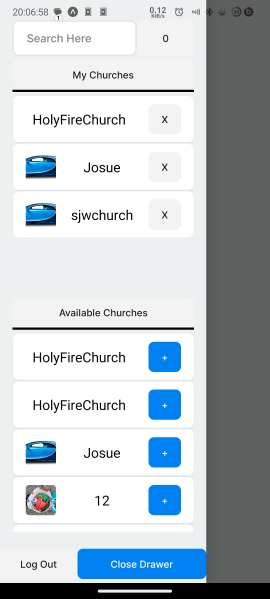 20:06:58 0.12
KiB/s
1
Search Here 0
My Churches
HolyFireChurch X
Josue X
sjwchurch X
Available Churches
HolyFireChurch +
HolyFireChurch +
Josue +
12 +
Log Out Close Drawer